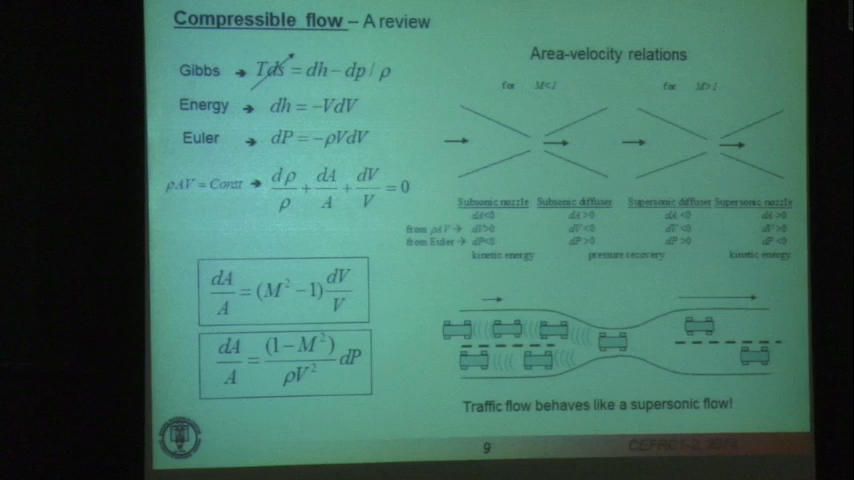 Compressible flow – A review
Gibbs → Tds = dh − dp / ρ
Energy → dh = −VdV
Euler → dP = −ρVdV
ρAV = Const → dρ/ρ + dA/A + dV/V = 0
dA/A = (M² − 1) dV/V
dA/A = (1 − M²)/ρV² dP
Area-velocity relations
for M<1 for M>1
Subsonic nozzle Subsonic diffuser Supersonic diffuser Supersonic nozzle
dA<0 dA >0 dA <0 dA >0
from ρAV → dV>0 dV <0 dV <0 dV>0
from Euler → dP<0 dP >0 dP >0 dP <0
kinetic energy pressure recovery kinetic energy
Traffic flow behaves like a supersonic flow!
9